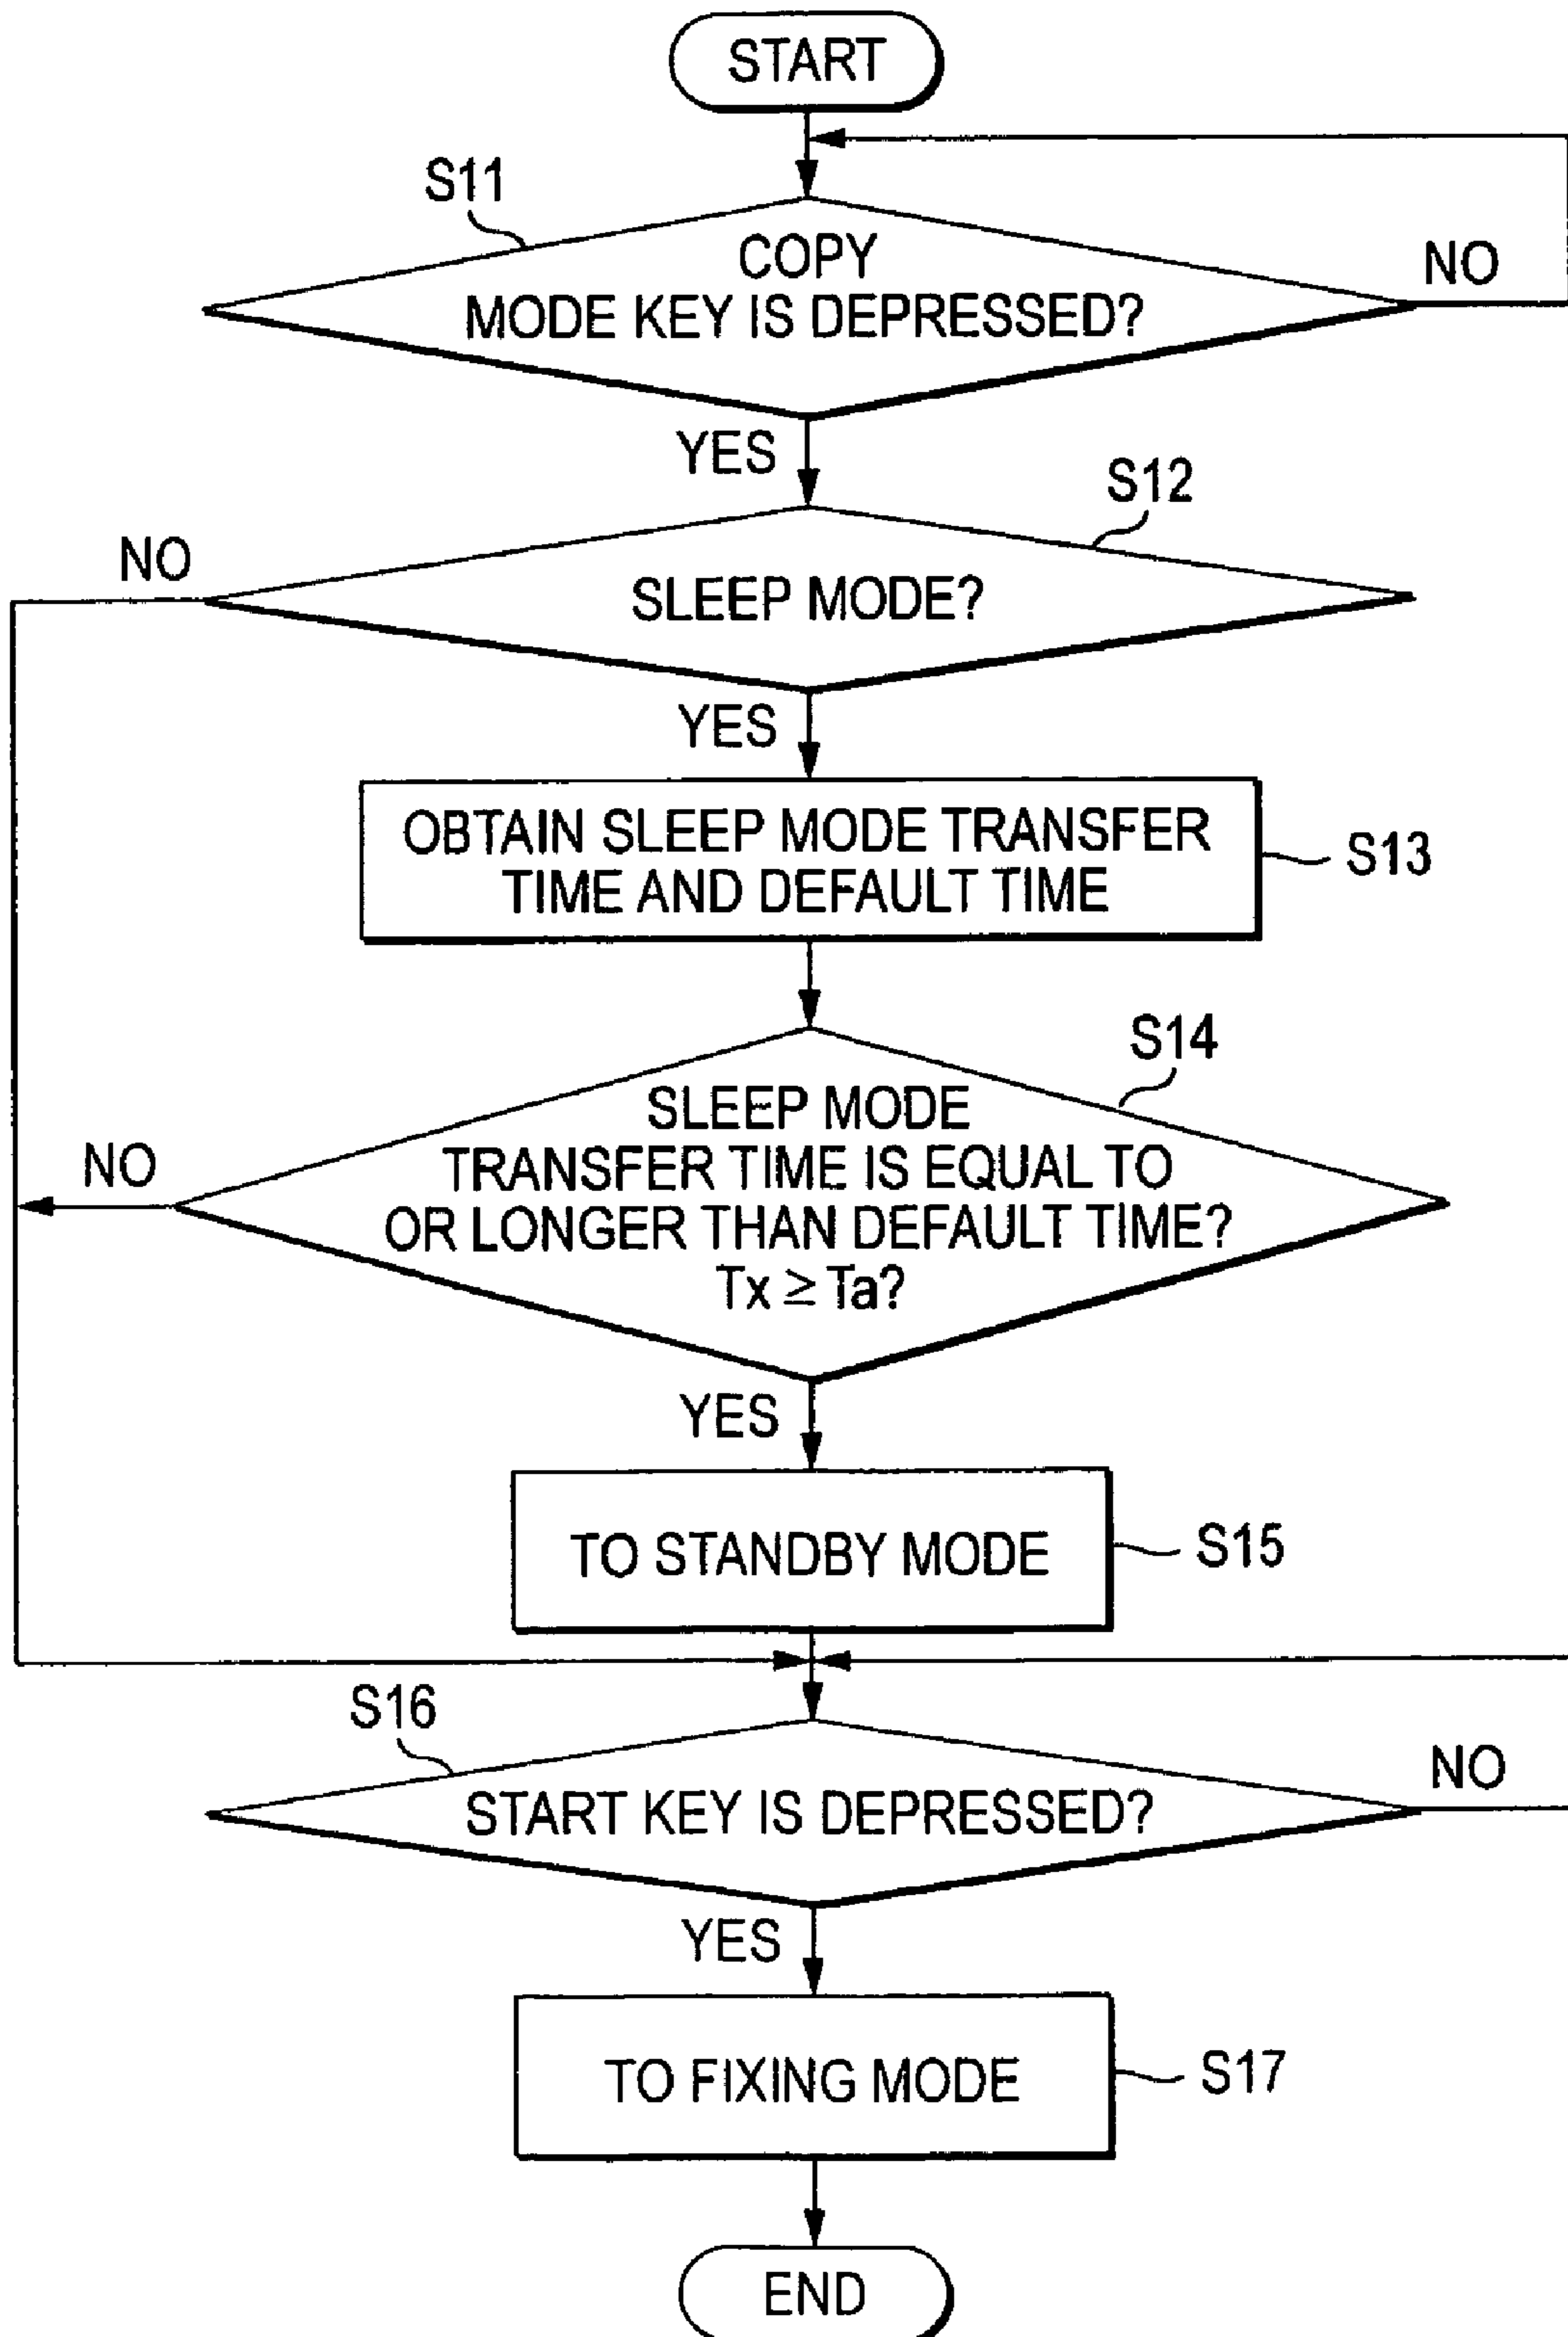 START
S11
COPY
MODE KEY IS DEPRESSED?
NO
YES
S12
NO
SLEEP MODE?
YES
OBTAIN SLEEP MODE TRANSFER
TIME AND DEFAULT TIME
S13
S14
SLEEP MODE
TRANSFER TIME IS EQUAL TO
OR LONGER THAN DEFAULT TIME?
Tx ≥ Ta?
NO
YES
TO STANDBY MODE
S15
S16
START KEY IS DEPRESSED?
NO
YES
TO FIXING MODE
S17
END